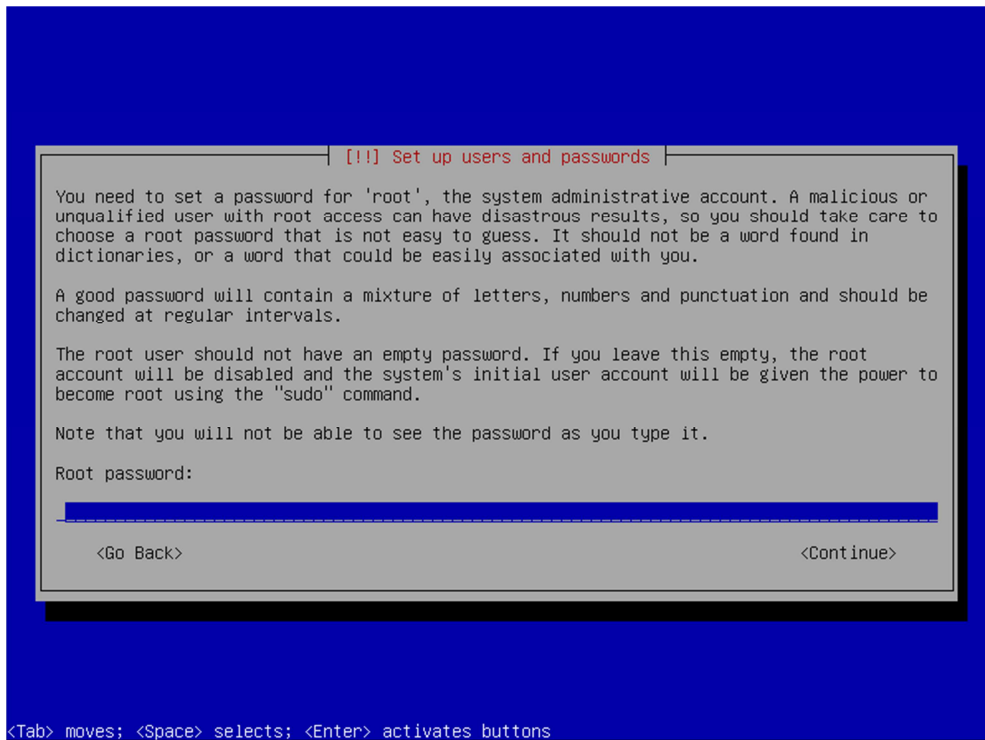 [!!] Set up users and passwords
You need to set a password for 'root', the system administrative account. A malicious or
unqualified user with root access can have disastrous results, so you should take care to
choose a root password that is not easy to guess. It should not be a word found in
dictionaries, or a word that could be easily associated with you.
A good password will contain a mixture of letters, numbers and punctuation and should be
changed at regular intervals.
The root user should not have an empty password. If you leave this empty, the root
account will be disabled and the system's initial user account will be given the power to
become root using the "sudo" command.
Note that you will not be able to see the password as you type it.
Root password:
<Go Back> <Continue>
<Tab> moves; <Space> selects; <Enter> activates buttons